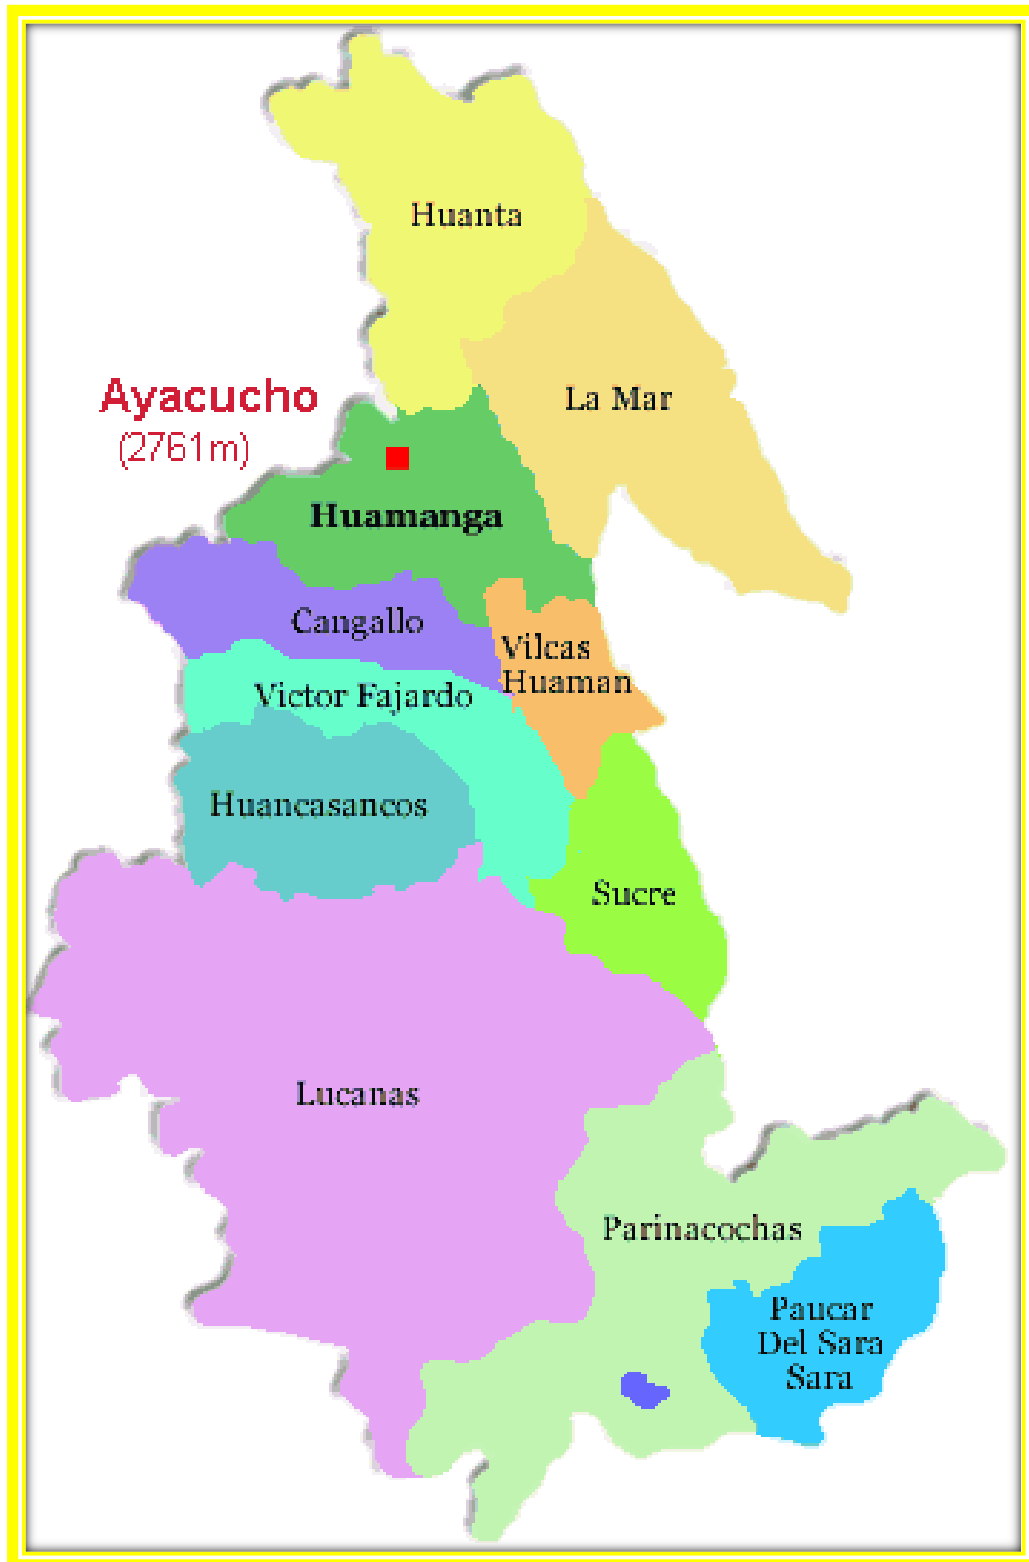 Huanta
Ayacucho
(2761m)
La Mar
Huamanga
Cangallo
Vilcas
Huaman
Victor Fajardo
Huancasancos
Sucre
Lucanas
Parinacochas
Paucar
Del Sara
Sara